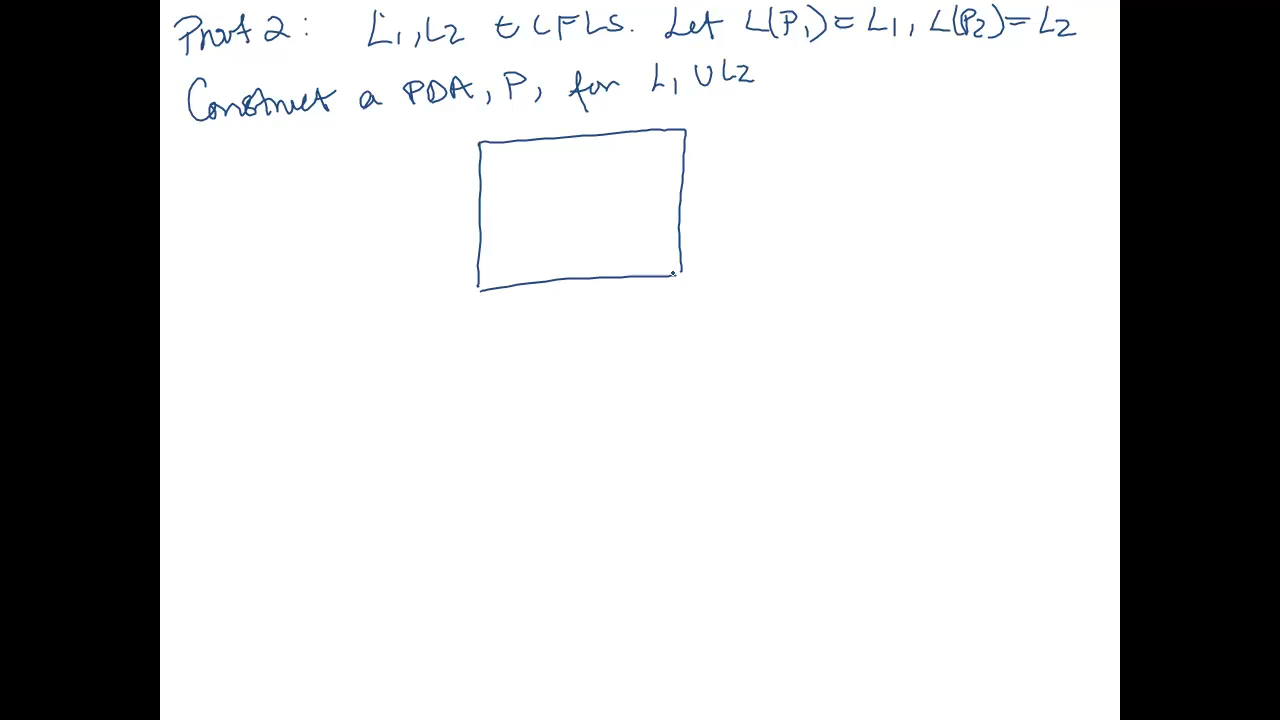 Proof 2: L1, L2 ∈ CFLS. Let L(P1) = L1, L(P2) = L2
Construct a PDA, P, for L1 ∪ L2